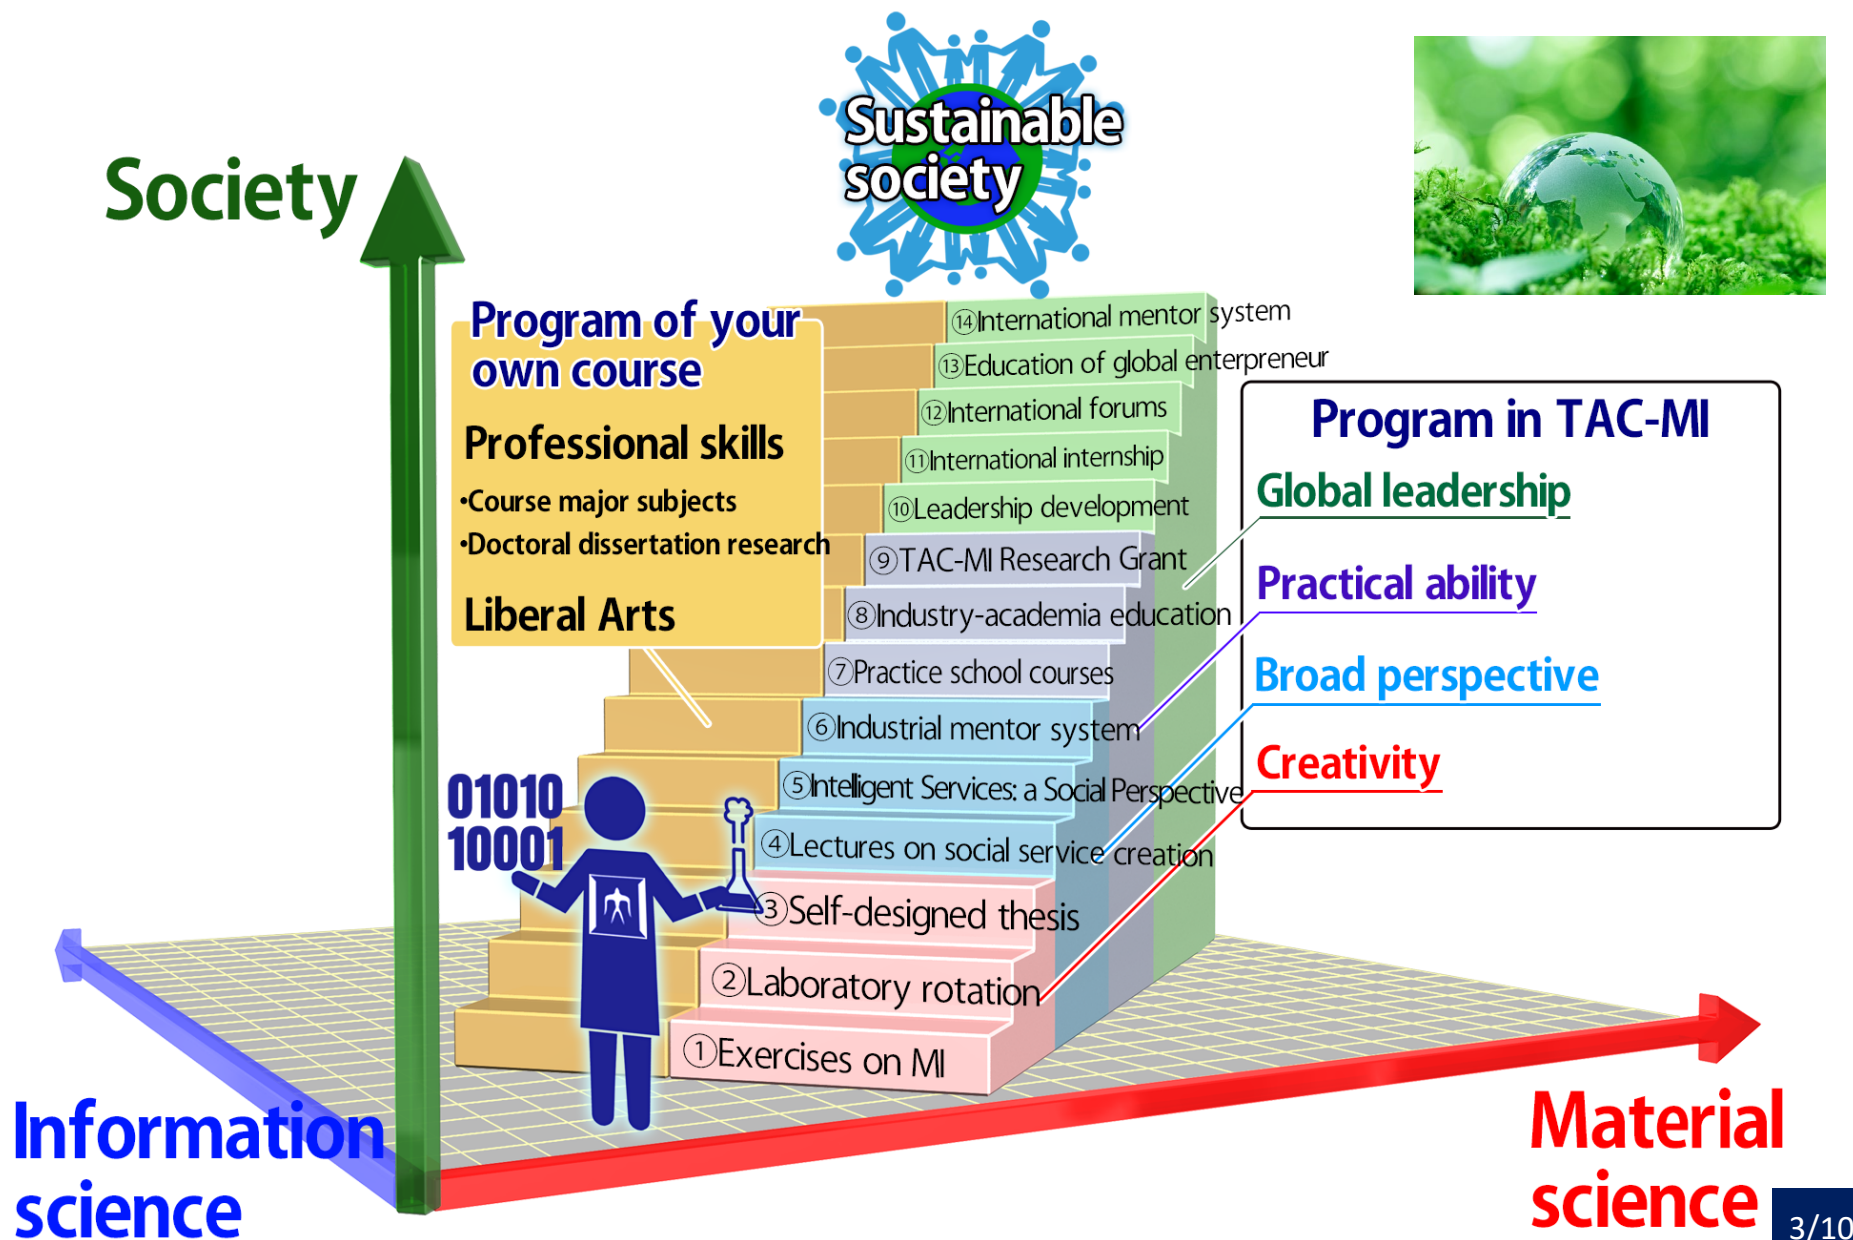 Sustainable
society
Society
Program of your
own course
Professional skills
•Course major subjects
•Doctoral dissertation research
Liberal Arts
⑭International mentor system
⑬Education of global enterpreneur
⑫International forums
⑪International internship
⑩Leadership development
⑨TAC-MI Research Grant
⑧Industry-academia education
⑦Practice school courses
⑥Industrial mentor system
⑤Intelligent Services: a Social Perspective
④Lectures on social service creation
③Self-designed thesis
②Laboratory rotation
①Exercises on MI
Program in TAC-MI
Global leadership
Practical ability
Broad perspective
Creativity
01010
10001
Information
science
Material
science
3/10